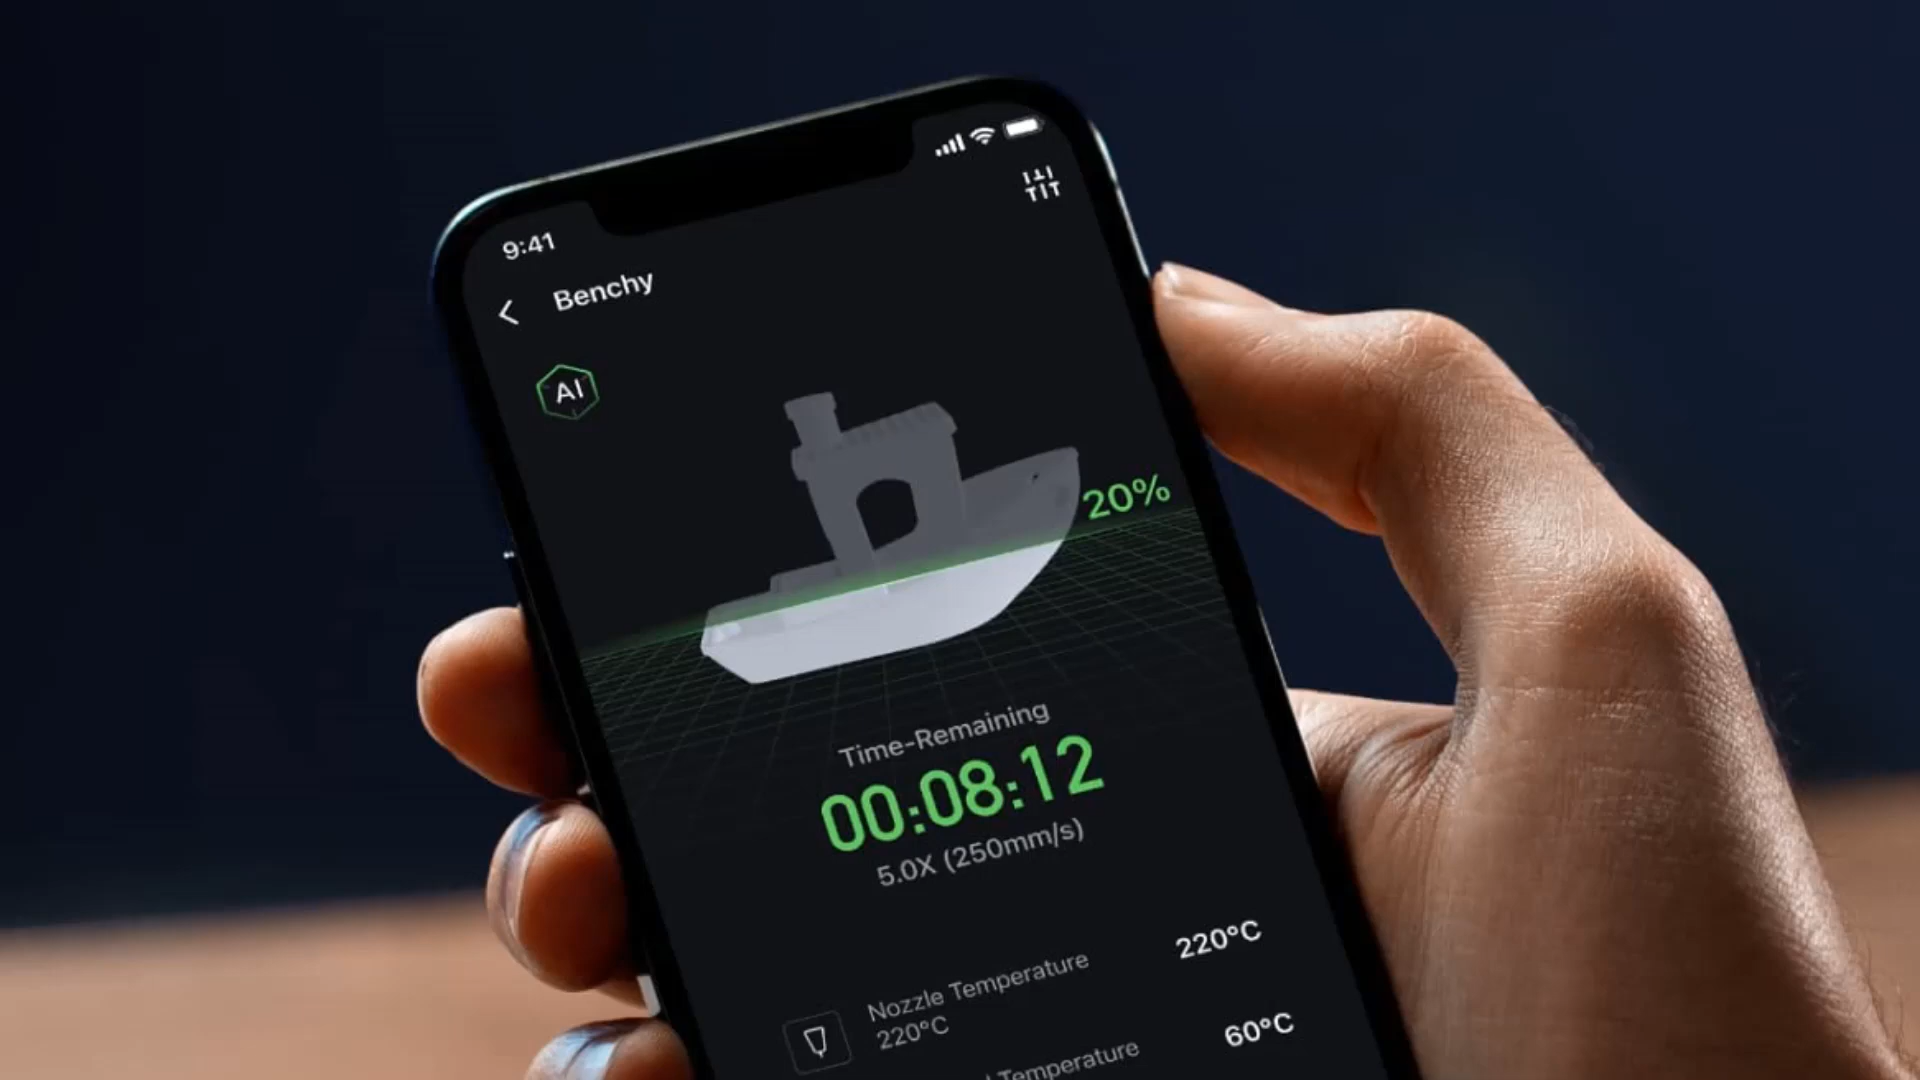 9:41
Benchy
AI
20%
Time-Remaining
00:08:12
5.0X (250mm/s)
Nozzle Temperature
220°C
220°C
Temperature
60°C